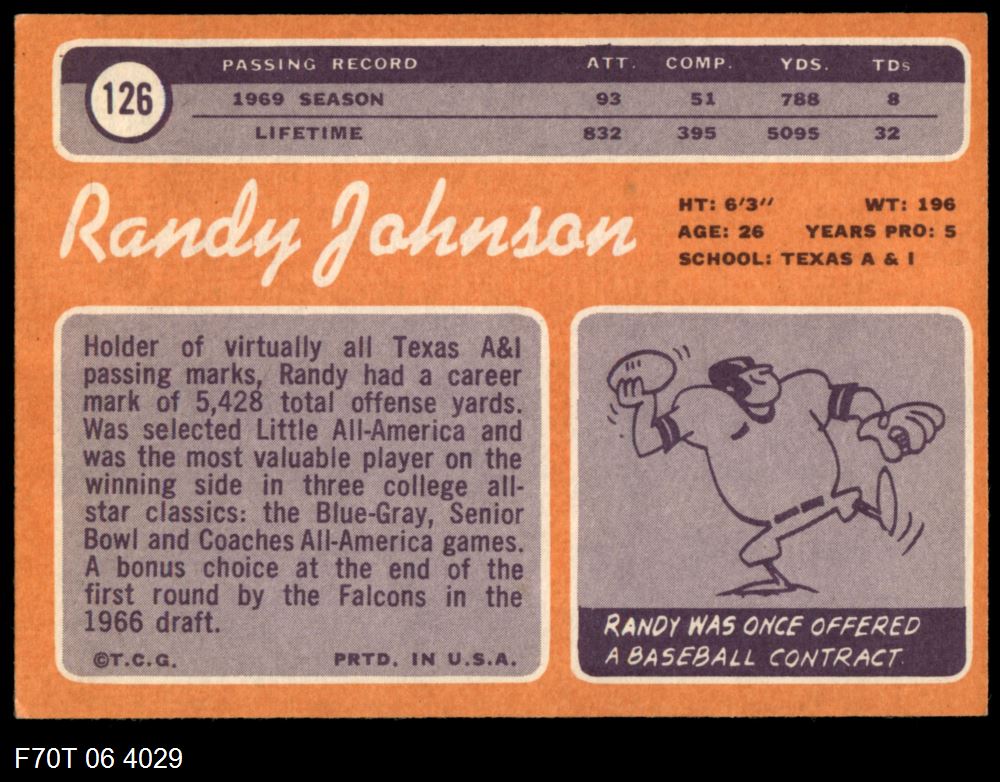 126
PASSING RECORD ATT. COMP. YDS. TDs
1969 SEASON 93 51 788 8
LIFETIME 832 395 5095 32
Randy Johnson
HT: 6'3" WT: 196
AGE: 26 YEARS PRO: 5
SCHOOL: TEXAS A & I
Holder of virtually all Texas A&I
passing marks, Randy had a career
mark of 5,428 total offense yards.
Was selected Little All-America and
was the most valuable player on the
winning side in three college all-
star classics: the Blue-Gray, Senior
Bowl and Coaches All-America games.
A bonus choice at the end of the
first round by the Falcons in the
1966 draft.
©T.C.G. PRTD. IN U.S.A.
RANDY WAS ONCE OFFERED
A BASEBALL CONTRACT.
F70T 06 4029